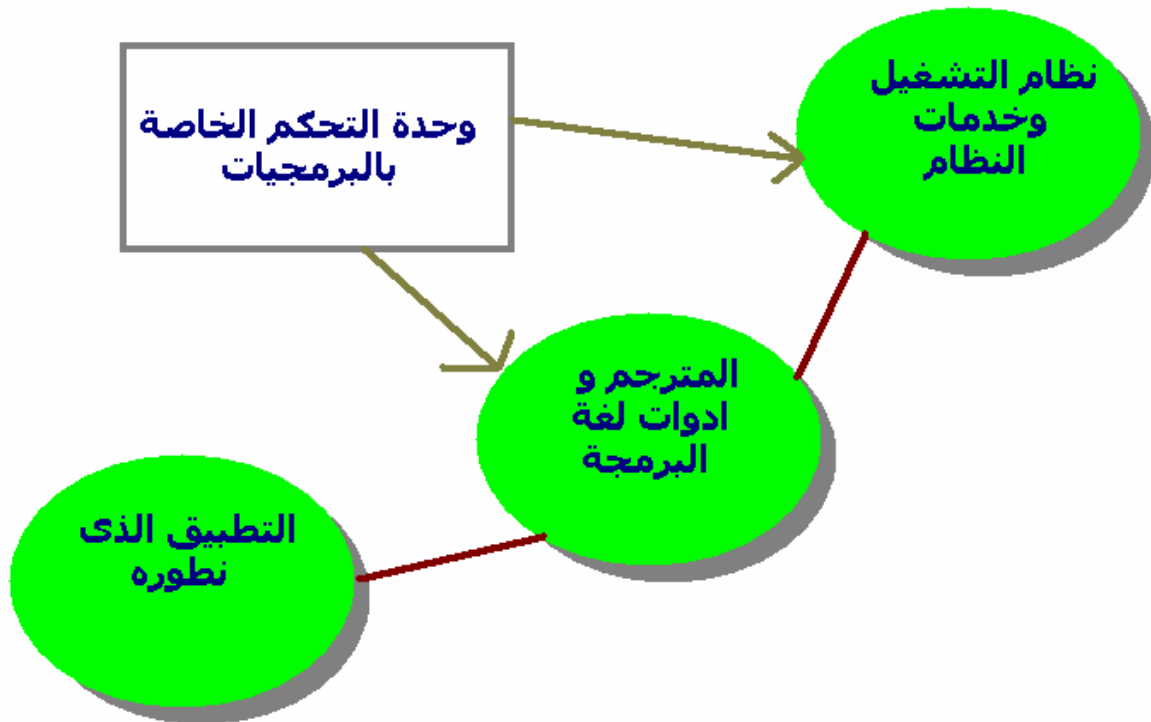 نظام التشغيل
وخدمات
النظام
وحدة التحكم الخاصة
بالبرمجيات
المترجم و
ادوات لغة
البرمجة
التطبيق الذى
نطوره